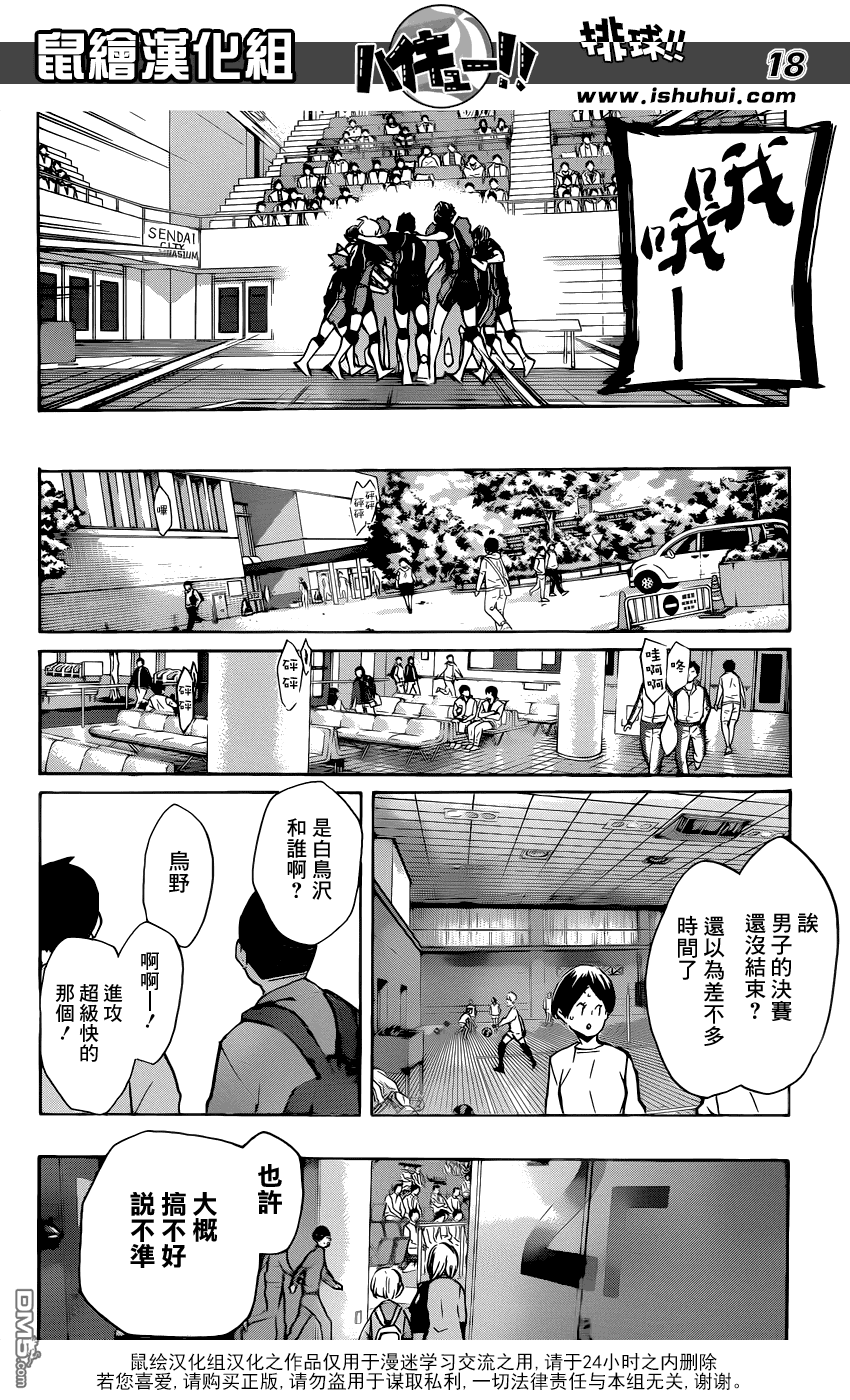 鼠繪漢化組
ハイキュー!!
排球!!
18
www.ishuhui.com
哦
哦
—
SENDAI
CITY
NASIUM
砰
砰
砰
砰
嗶
咚
哇
啊
啊
砰
砰
砰
砰
誒
男子的決賽
還沒結束？
還以為差不多
時間了
是白鳥沢
和誰啊？
烏野
啊啊—！
進攻
超級快的
那個！
也許
大概
搞不好
説不準
2F
DM5
鼠绘汉化组汉化之作品仅用于漫迷学习交流之用,请于24小时之内删除
若您喜爱,请购买正版,请勿盗用于谋取私利,一切法律责任与本组无关,谢谢。